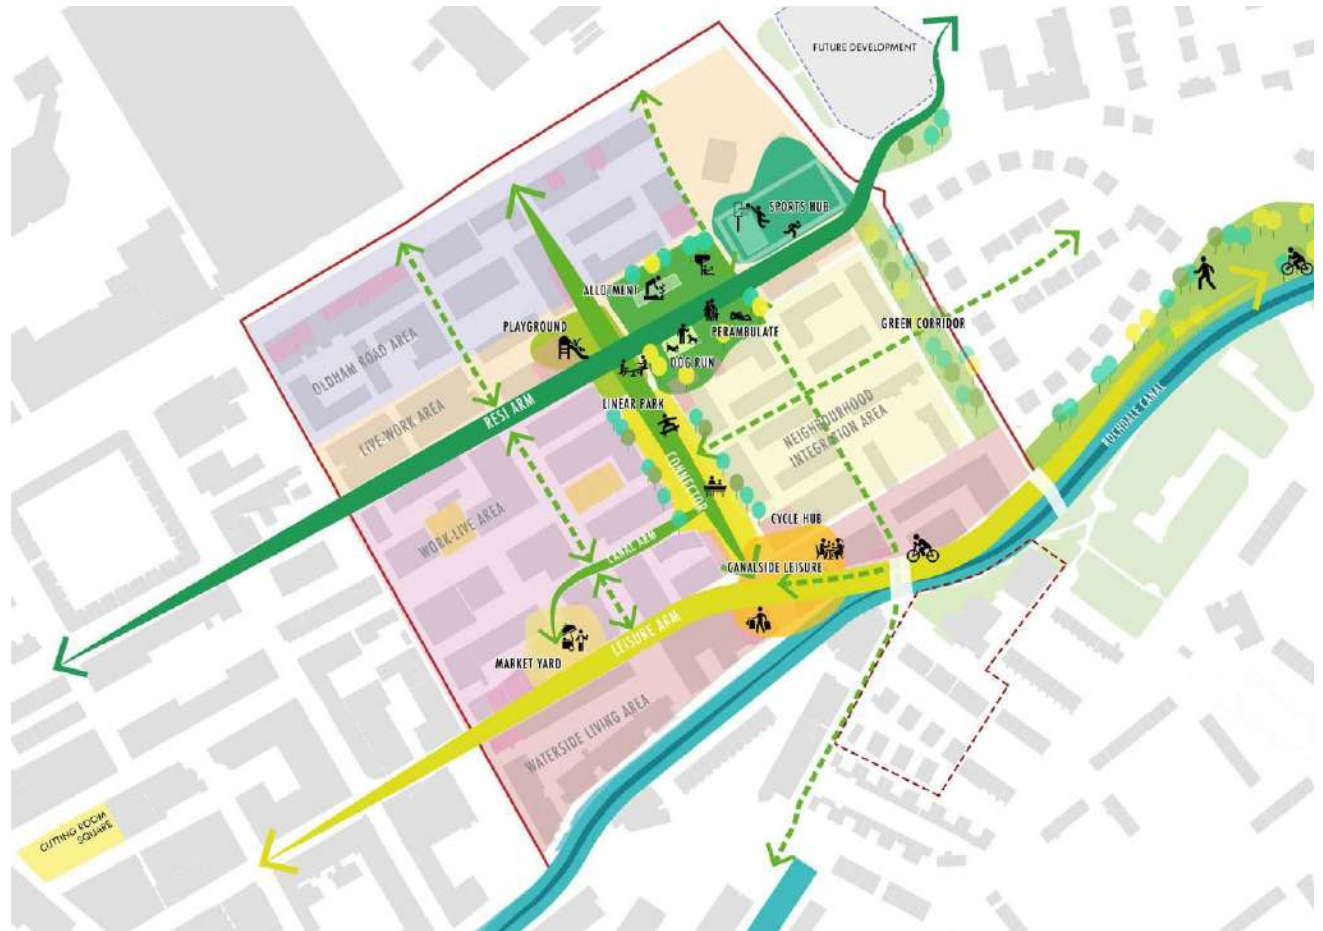 FUTURE DEVELOPMENT
SPORTS HUB
ALLOTMENT
PLAYGROUND
PERAMBULATE
GREEN CORRIDOR
DOG RUN
OLDHAM ROAD AREA
LIVE-WORK AREA
RESI ARM
LINEAR PARK
NEIGHBOURHOOD
INTEGRATION AREA
ROCHDALE CANAL
CONNECTOR
WORK-LIVE AREA
CYCLE HUB
CANAL ARM
CANALSIDE LEISURE
LEISURE ARM
MARKET YARD
WATERSIDE LIVING AREA
CUTTING ROOM
SQUARE